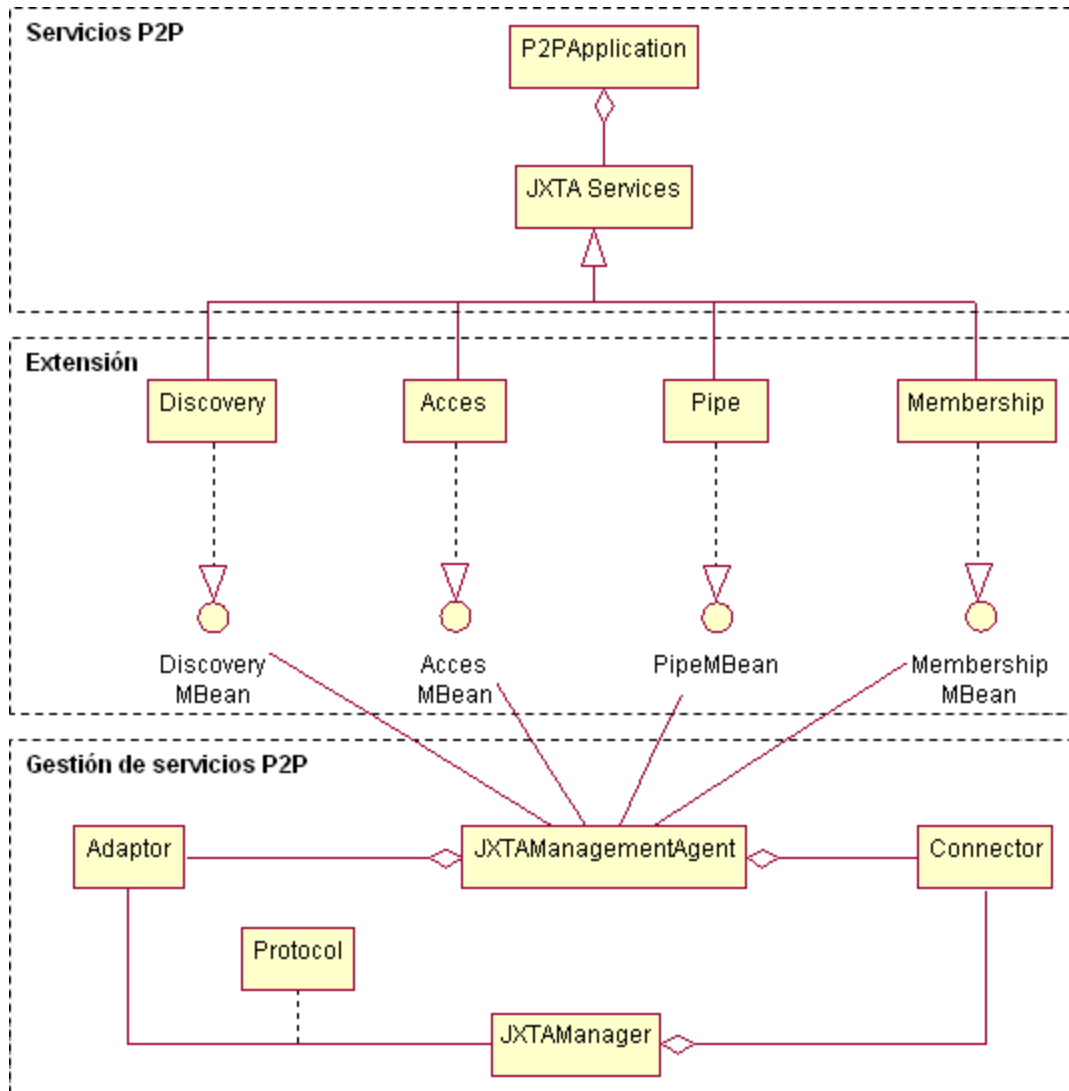 Servicios P2P
P2PApplication
JXTA Services
Extensión
Discovery
Acces
Pipe
Membership
Discovery
MBean
Acces
MBean
PipeMBean
Membership
MBean
Gestión de servicios P2P
Adaptor
JXTAManagementAgent
Connector
Protocol
JXTAManager